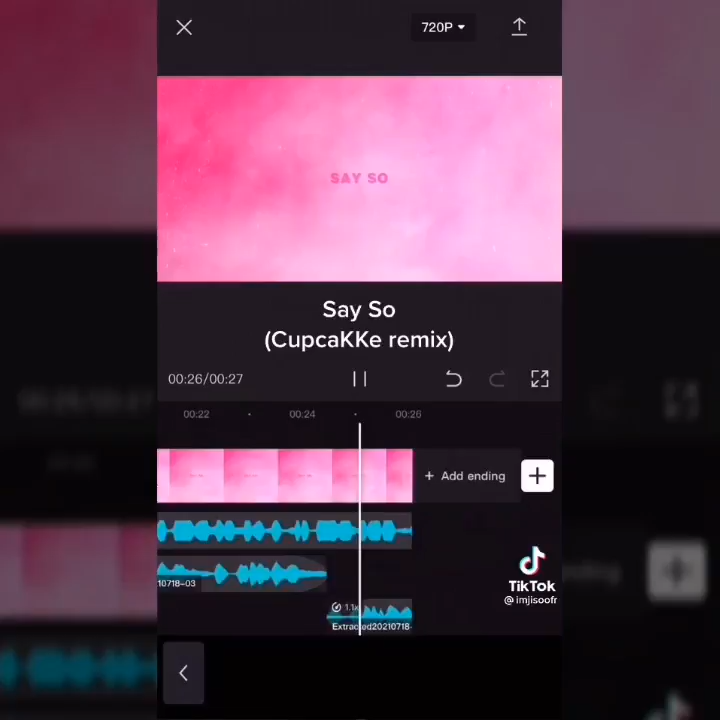 720P
SAY SO
Say So
(CupcaKKe remix)
00:26/00:27
00:22
00:24
00:26
+ Add ending
10718-03
1.1x
Extracted20210718-
TikTok
@imjisoofr